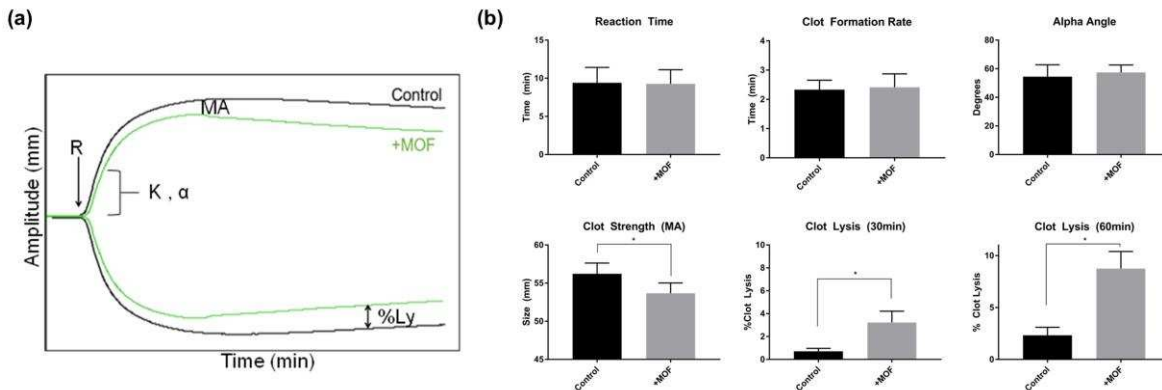 (a)
Amplitude (mm)
R
MA
Control
+MOF
K , α
%Ly
Time (min)
(b)
Reaction Time
Time (min)
15
10
5
0
Control
+MOF
Clot Formation Rate
Time (min)
4
3
2
1
0
Control
+MOF
Alpha Angle
Degrees
80
60
40
20
0
Control
+MOF
Clot Strength (MA)
*
Size (mm)
60
55
50
45
Control
+MOF
Clot Lysis (30min)
*
%Clot Lysis
10
8
6
4
2
0
Control
+MOF
Clot Lysis (60min)
*
% Clot Lysis
10
5
0
Control
+MOF